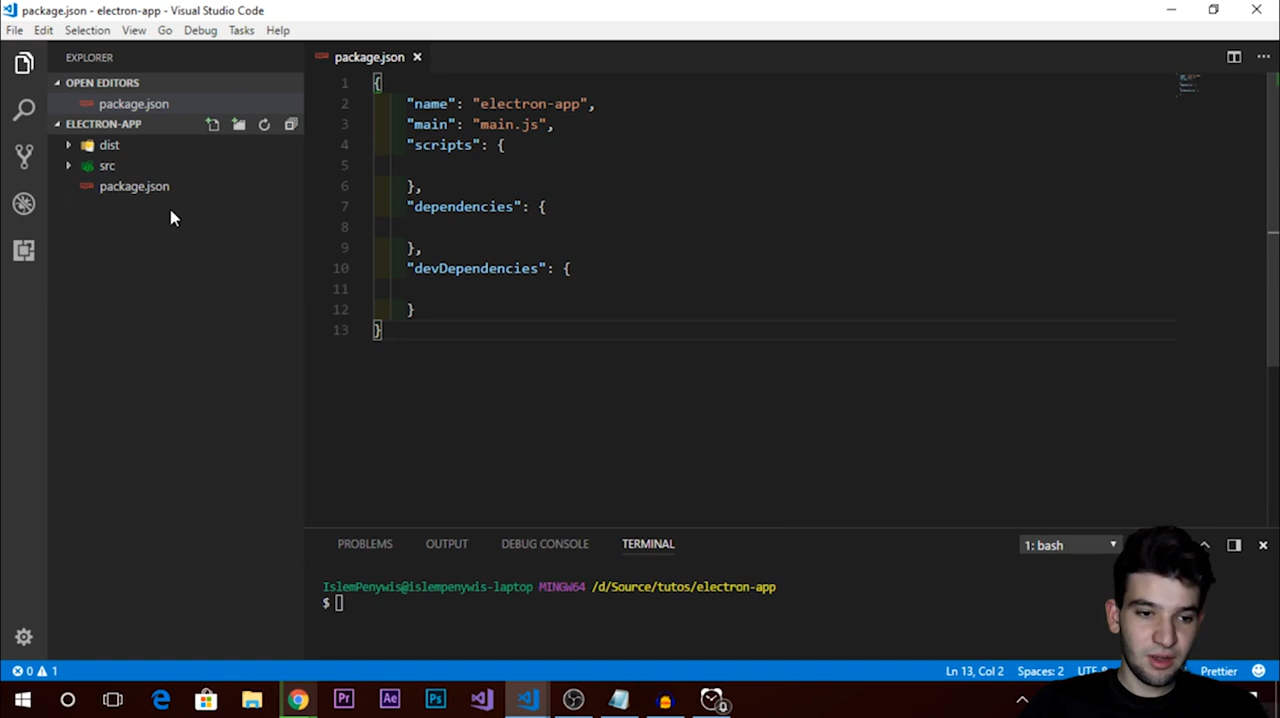 package.json - electron-app - Visual Studio Code
File Edit Selection View Go Debug Tasks Help
EXPLORER
OPEN EDITORS
package.json
ELECTRON-APP
dist
src
package.json
package.json
1 {
2 "name": "electron-app",
3 "main": "main.js",
4 "scripts": {
5
6 },
7 "dependencies": {
8
9 },
10 "devDependencies": {
11
12 }
13 }
PROBLEMS OUTPUT DEBUG CONSOLE TERMINAL 1: bash
IslemPenywis@islempenywis-laptop MINGW64 /d/Source/tutos/electron-app
$
0 1 Ln 13, Col 2 Spaces: 2 Prettier
Pr Ae Ps